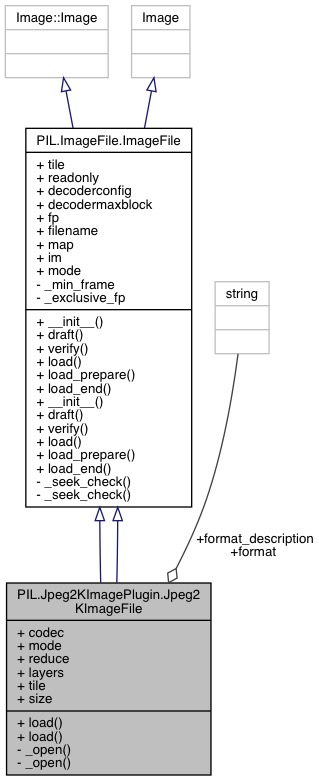 Image::Image
Image
PIL.ImageFile.ImageFile
+ tile
+ readonly
+ decoderconfig
+ decodermaxblock
+ fp
+ filename
+ map
+ im
+ mode
- _min_frame
- _exclusive_fp
+ __init__()
+ draft()
+ verify()
+ load()
+ load_prepare()
+ load_end()
+ __init__()
+ draft()
+ verify()
+ load()
+ load_prepare()
+ load_end()
- _seek_check()
- _seek_check()
string
+format_description
+format
PIL.Jpeg2KImagePlugin.Jpeg2
KImageFile
+ codec
+ mode
+ reduce
+ layers
+ tile
+ size
+ load()
+ load()
- _open()
- _open()